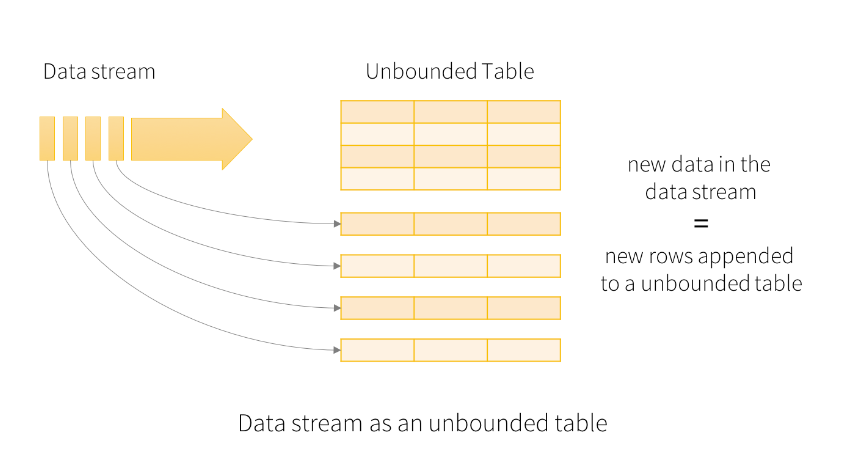 Data stream
Unbounded Table
new data in the
data stream
=
new rows appended
to a unbounded table
Data stream as an unbounded table